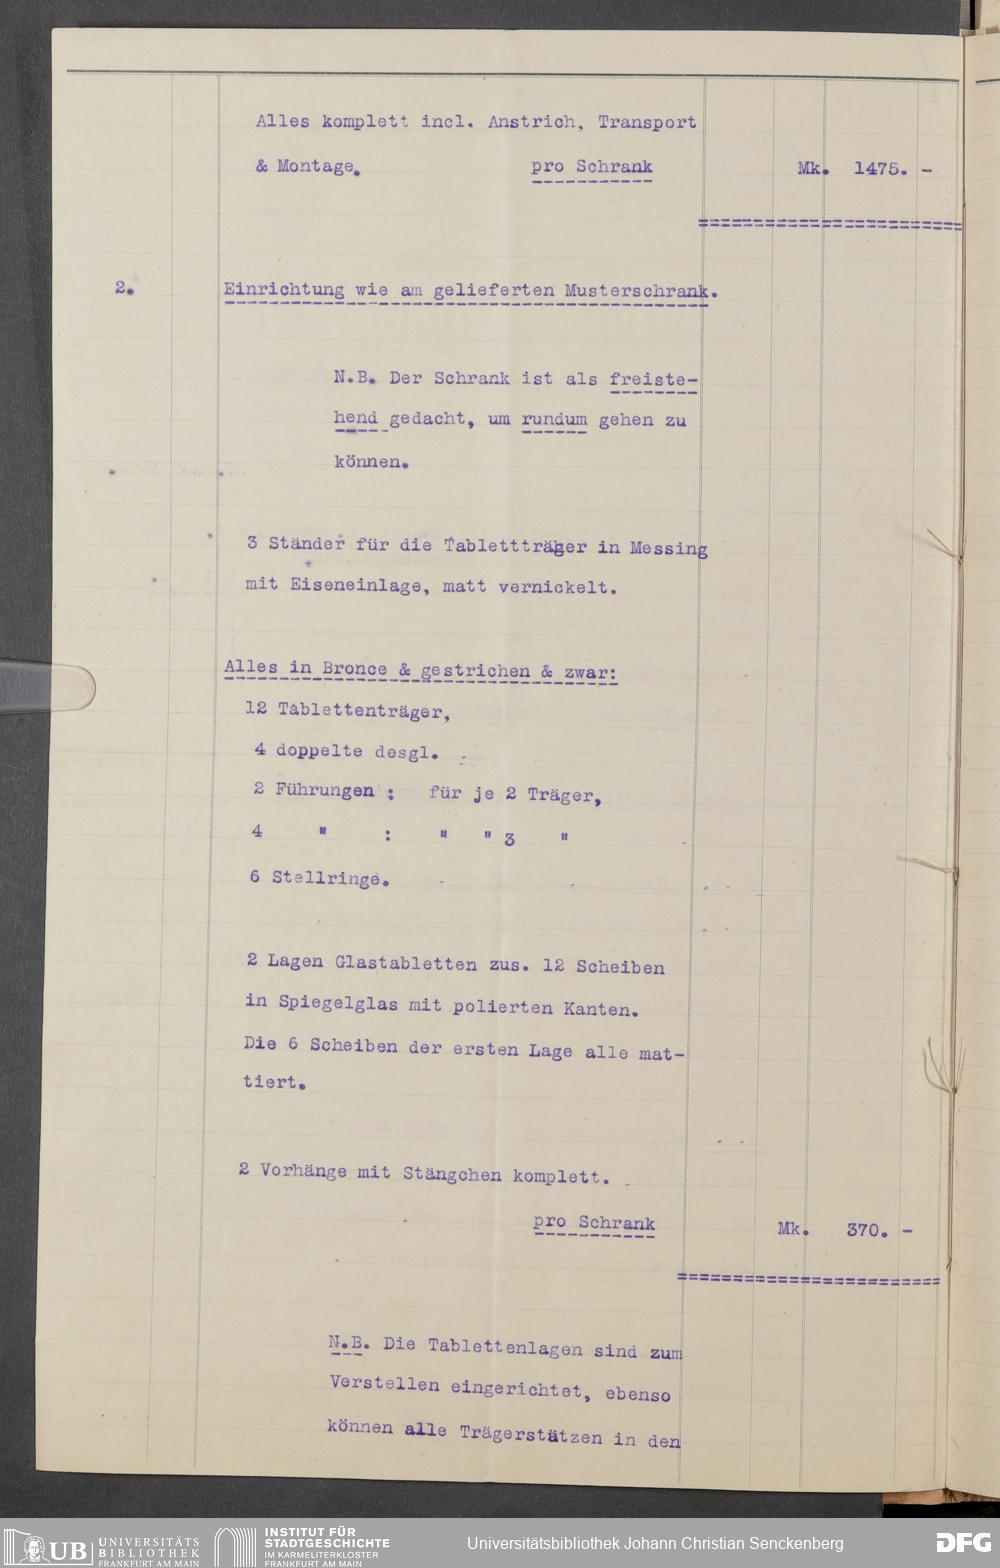 Alles komplett incl. Anstrich, Transport
& Montage. pro Schrank Mk. 1475. -
2. Einrichtung wie am gelieferten Musterschrank.
N.B. Der Schrank ist als freiste-
hend gedacht, um rundum gehen zu
können.
3 Ständer für die Tablettträger in Messing
mit Eiseneinlage, matt vernickelt.
Alles in Bronce & gestrichen & zwar:
12 Tablettenträger,
4 doppelte desgl.
2 Führungen : für je 2 Träger,
4 " : " " 3 "
6 Stellringe.
2 Lagen Glastabletten zus. 12 Scheiben
in Spiegelglas mit polierten Kanten.
Die 6 Scheiben der ersten Lage alle mat-
tiert.
2 Vorhänge mit Stängchen komplett.
pro Schrank Mk. 370. -
N.B. Die Tablettenlagen sind zum
Verstellen eingerichtet, ebenso
können alle Trägerstätzen in den
UB UNIVERSITÄTS BIBLIOTHEK FRANKFURT AM MAIN
INSTITUT FÜR STADTGESCHICHTE IM KARMELITERKLOSTER FRANKFURT AM MAIN
Universitätsbibliothek Johann Christian Senckenberg
DFG